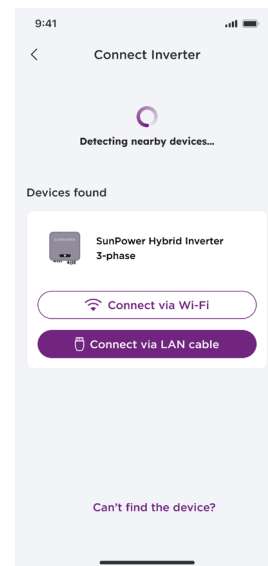 9:41
Connect Inverter
Detecting nearby devices...
Devices found
SunPower Hybrid Inverter
3-phase
Connect via Wi-Fi
Connect via LAN cable
Can't find the device?